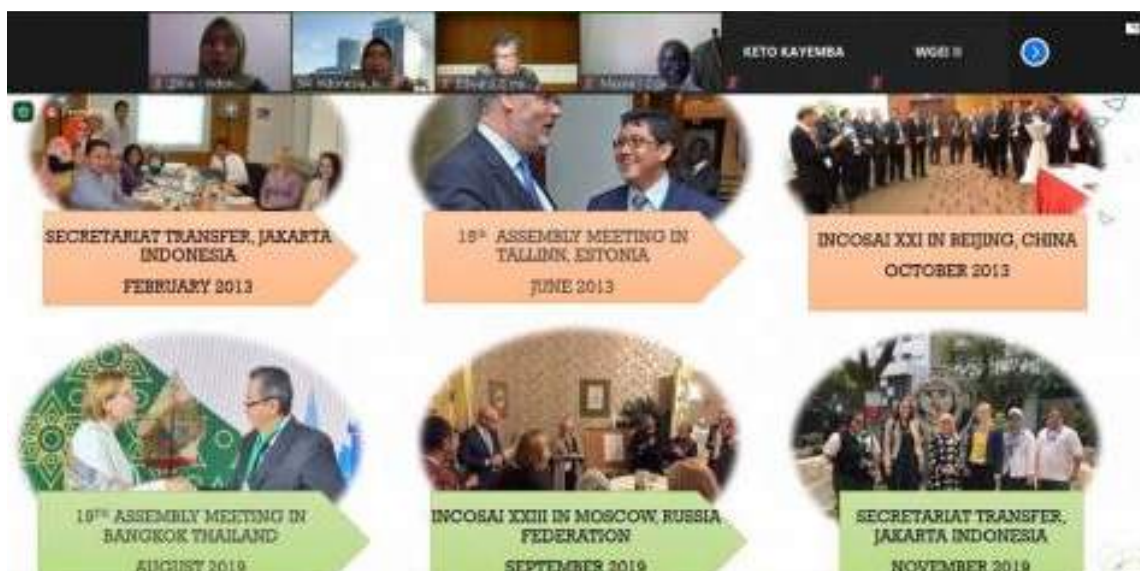 KETO KAYEMBA
WGEI II
SECRETARIAT TRANSFER, JAKARTA
INDONESIA
FEBRUARY 2013
15th ASSEMBLY MEETING IN
TALLINK, ESTONIA
JUNE 2013
INCOSAI XXI IN BEIJING, CHINA
OCTOBER 2013
19TH ASSEMBLY MEETING IN
BANGKOK THAILAND
AUGUST 2019
INCOSAI XXIII IN MOSCOW, RUSSIA
FEDERATION
SEPTEMBER 2019
SECRETARIAT TRANSFER,
JAKARTA INDONESIA
NOVEMBER 2019